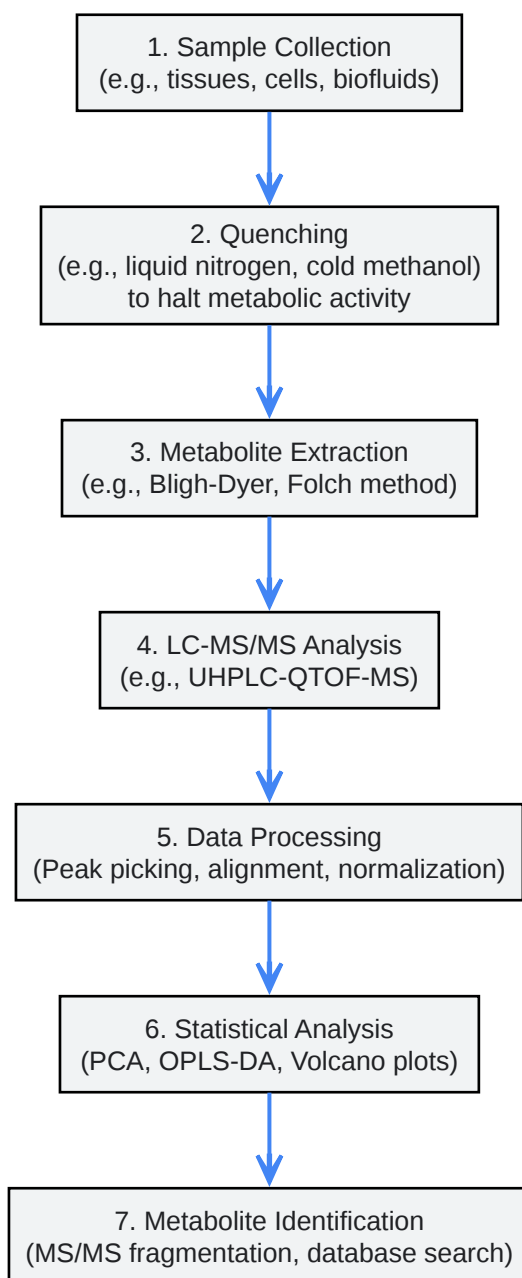 1. Sample Collection
(e.g., tissues, cells, biofluids)
2. Quenching
(e.g., liquid nitrogen, cold methanol)
to halt metabolic activity
3. Metabolite Extraction
(e.g., Bligh-Dyer, Folch method)
4. LC-MS/MS Analysis
(e.g., UHPLC-QTOF-MS)
5. Data Processing
(Peak picking, alignment, normalization)
6. Statistical Analysis
(PCA, OPLS-DA, Volcano plots)
7. Metabolite Identification
(MS/MS fragmentation, database search)